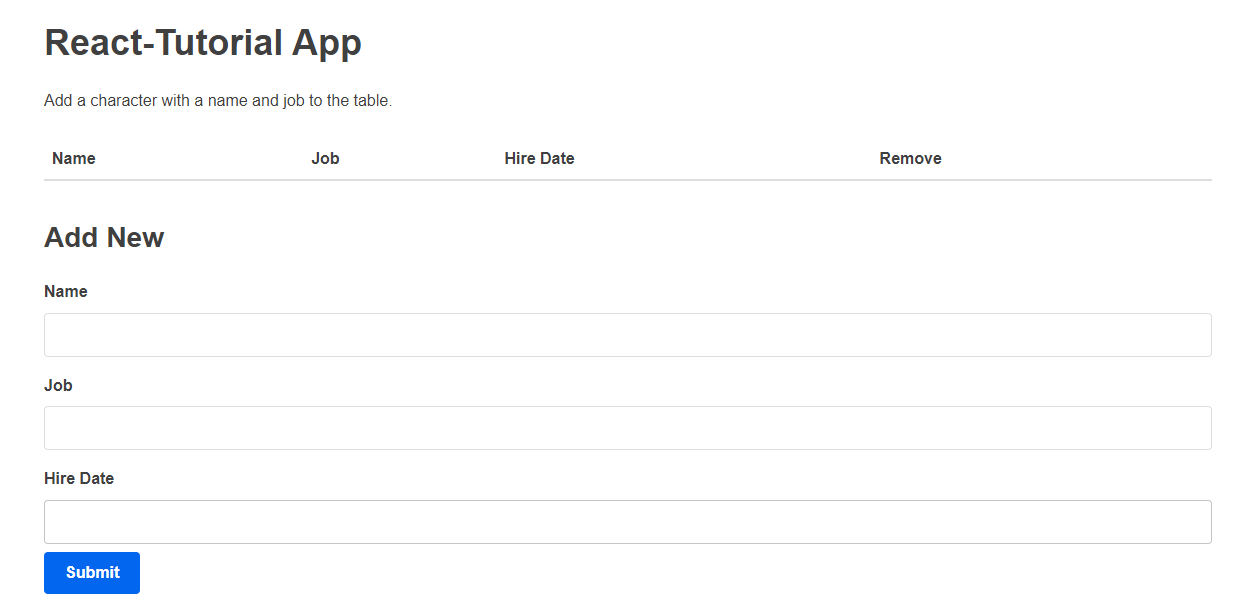 React-Tutorial App
Add a character with a name and job to the table.
Name Job Hire Date Remove
Add New
Name
Job
Hire Date
Submit